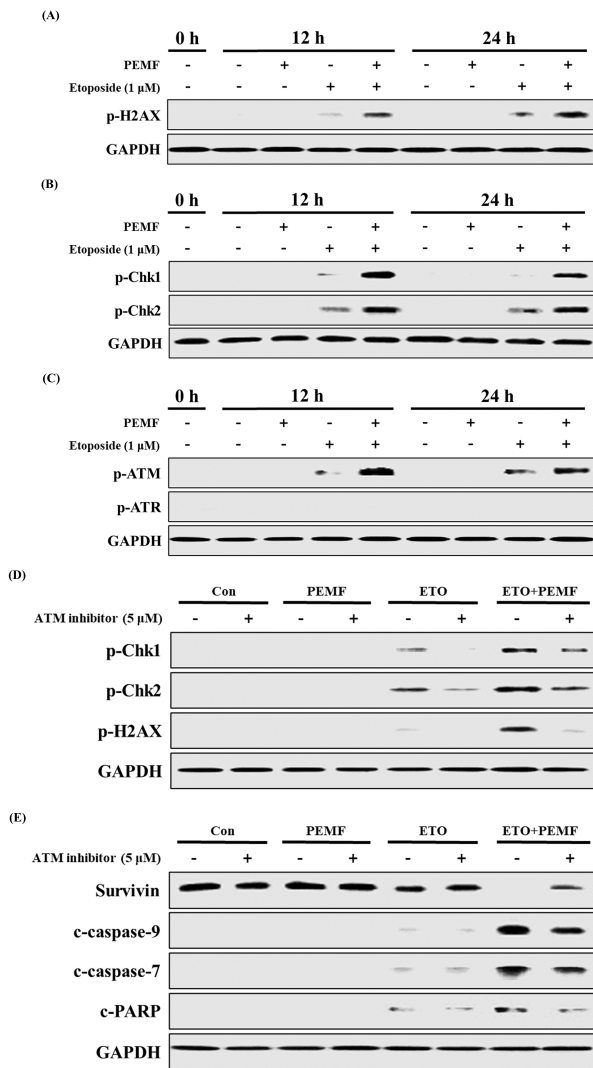 (A)
0 h 12 h 24 h
PEMF - - + - + - + - +
Etoposide (1 μM) - - - + + - - + +
p-H2AX
GAPDH
(B)
0 h 12 h 24 h
PEMF - - + - + - + - +
Etoposide (1 μM) - - - + + - - + +
p-Chk1
p-Chk2
GAPDH
(C)
0 h 12 h 24 h
PEMF - - + - + - + - +
Etoposide (1 μM) - - - + + - - + +
p-ATM
p-ATR
GAPDH
(D)
Con PEMF ETO ETO+PEMF
ATM inhibitor (5 μM) - + - + - + - +
p-Chk1
p-Chk2
p-H2AX
GAPDH
(E)
Con PEMF ETO ETO+PEMF
ATM inhibitor (5 μM) - + - + - + - +
Survivin
c-caspase-9
c-caspase-7
c-PARP
GAPDH